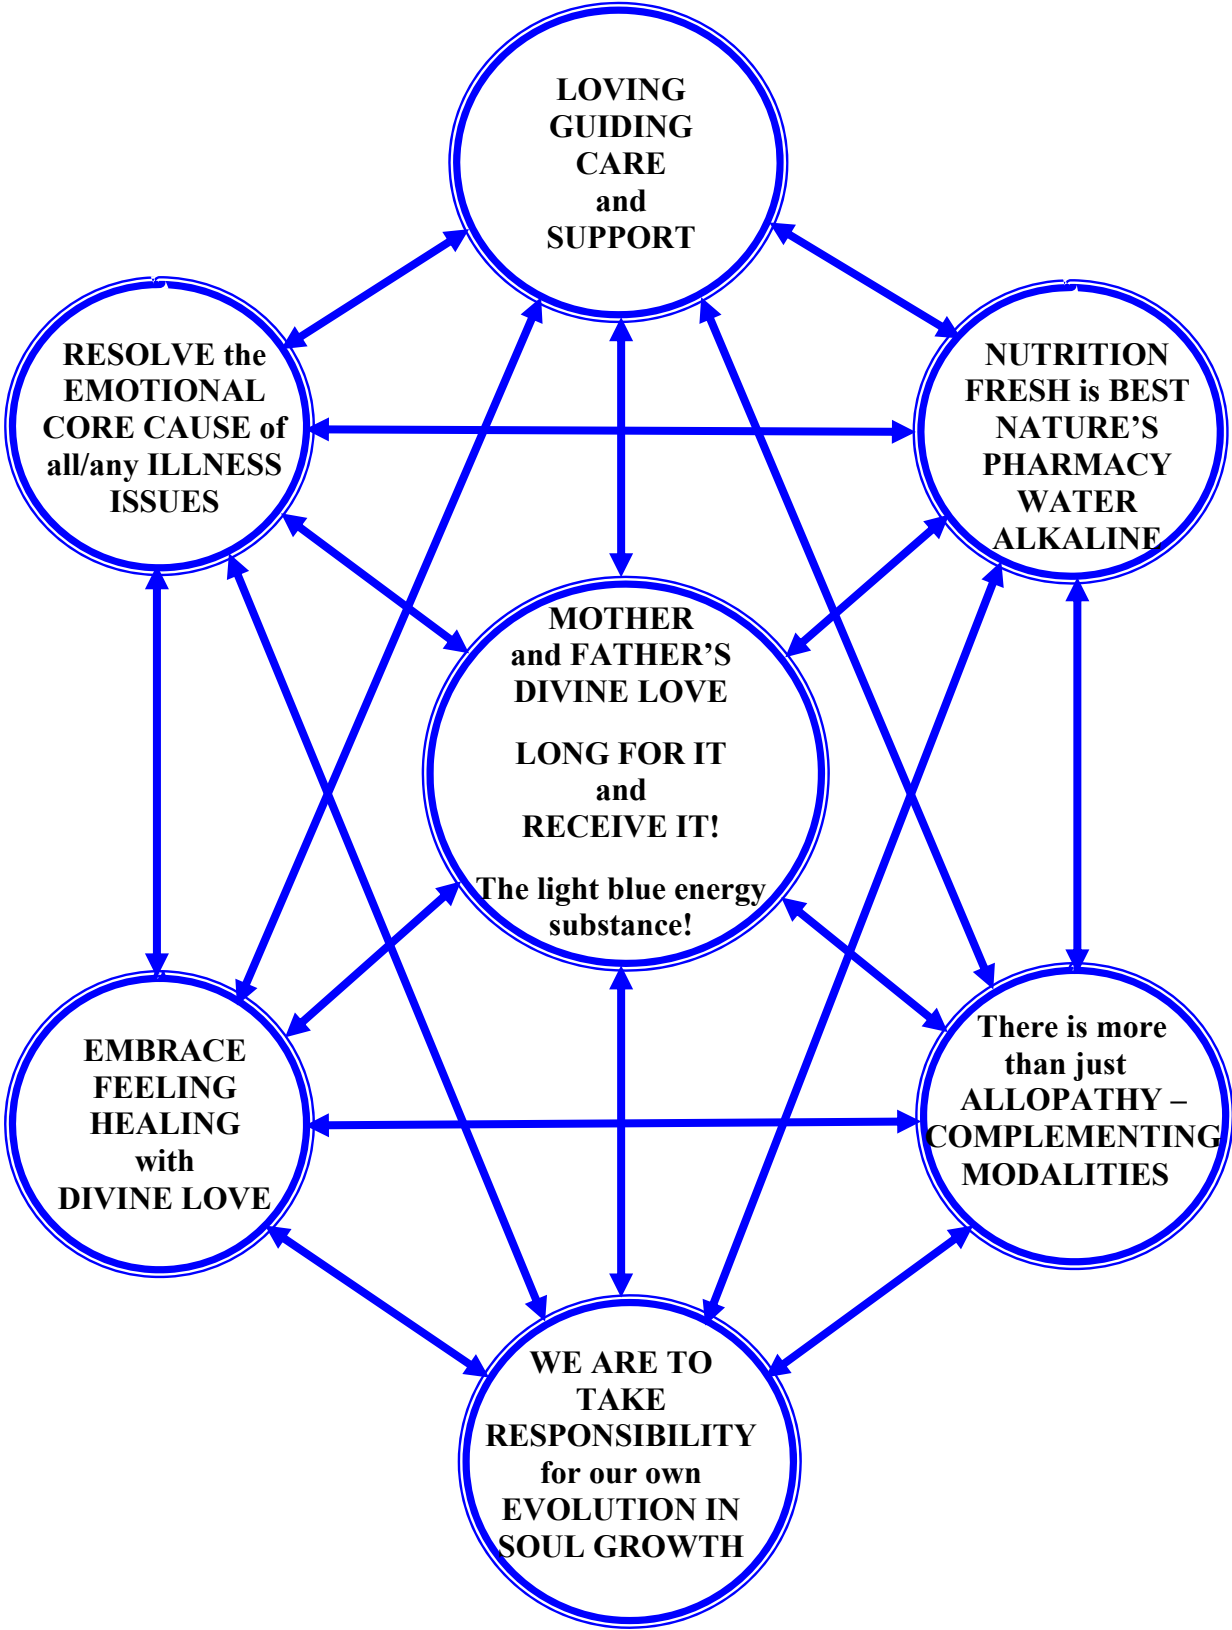 LOVING
GUIDING
CARE
and
SUPPORT
RESOLVE the
EMOTIONAL
CORE CAUSE of
all/any ILLNESS
ISSUES
NUTRITION
FRESH is BEST
NATURE’S
PHARMACY
WATER
ALKALINE
MOTHER
and FATHER’S
DIVINE LOVE
LONG FOR IT
and
RECEIVE IT!
The light blue energy
substance!
EMBRACE
FEELING
HEALING
with
DIVINE LOVE
There is more
than just
ALLOPATHY –
COMPLEMENTING
MODALITIES
WE ARE TO
TAKE
RESPONSIBILITY
for our own
EVOLUTION IN
SOUL GROWTH